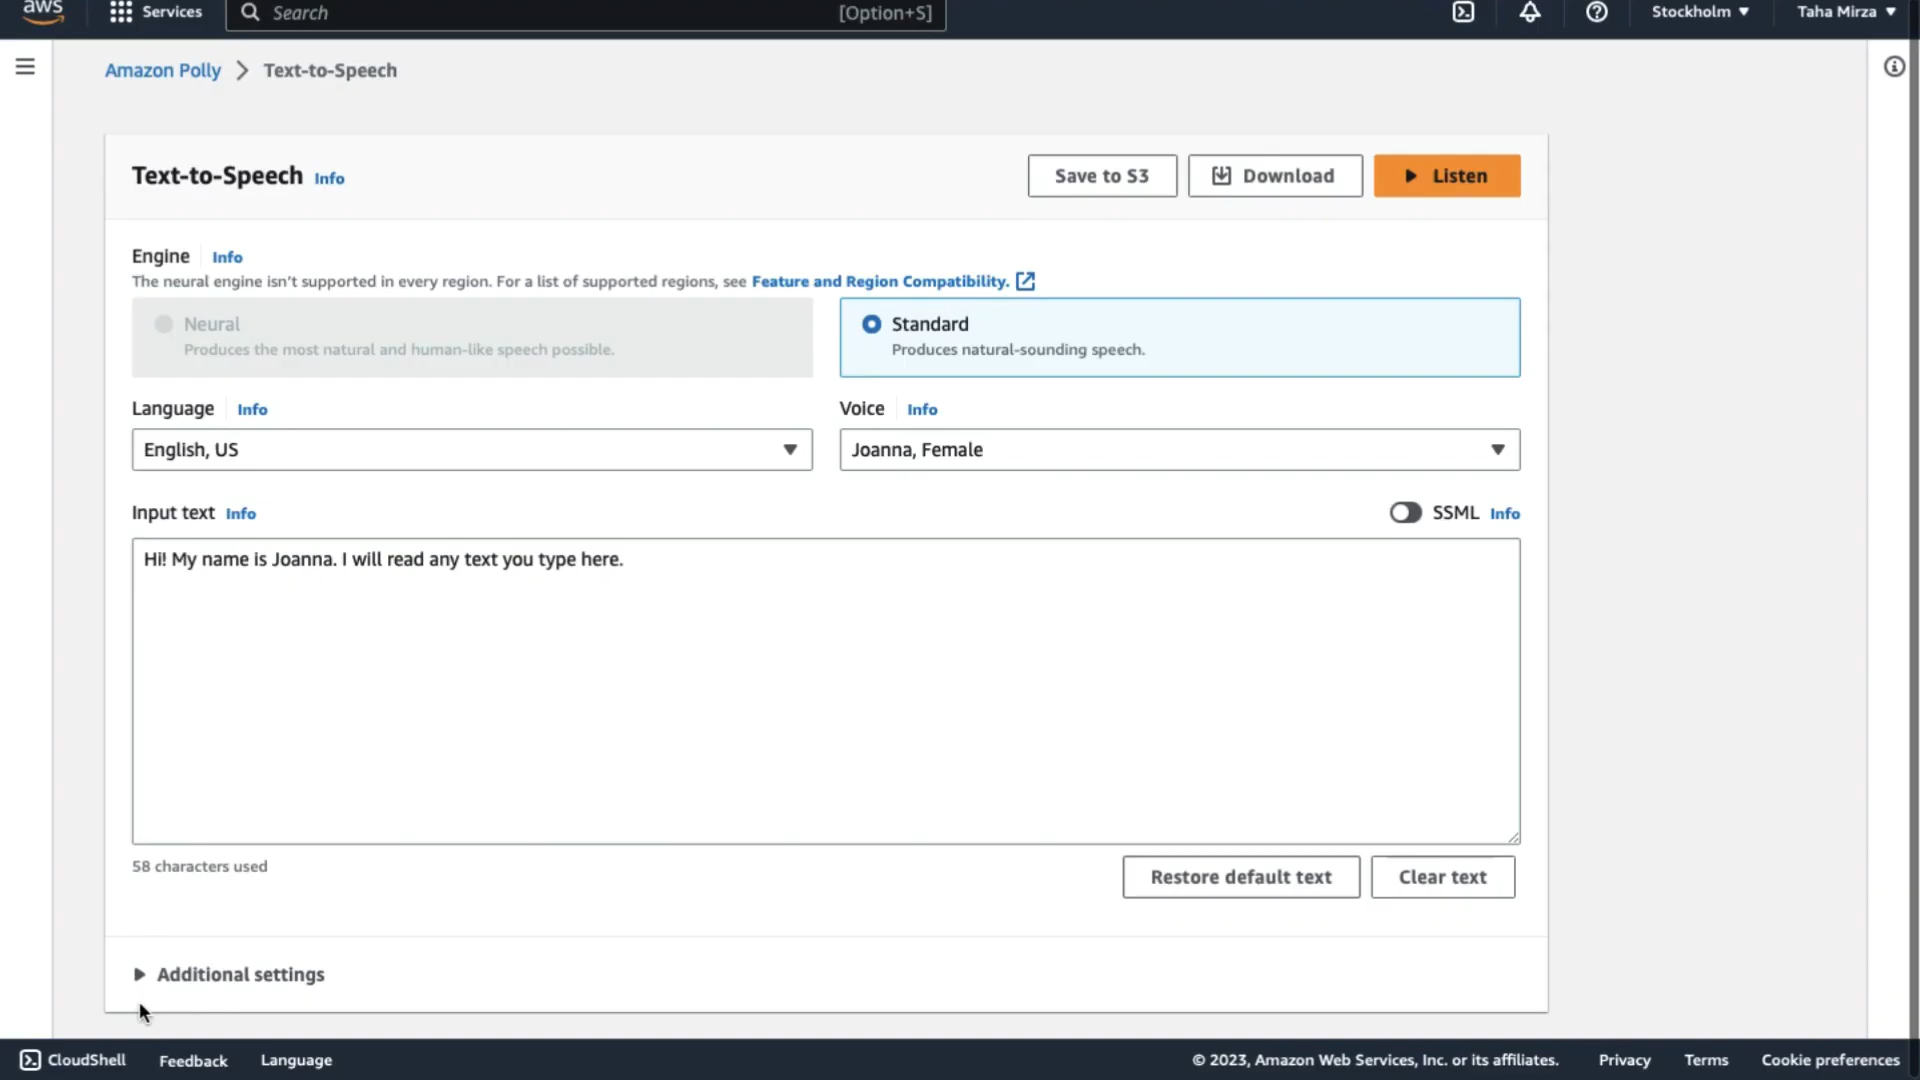 aws
Services
Search
[Option+S]
Stockholm
Taha Mirza
Amazon Polly
Text-to-Speech
Text-to-Speech
Info
Save to S3
Download
Listen
Engine
Info
The neural engine isn't supported in every region. For a list of supported regions, see Feature and Region Compatibility.
Neural
Produces the most natural and human-like speech possible.
Standard
Produces natural-sounding speech.
Language
Info
Voice
Info
English, US
Joanna, Female
Input text
Info
SSML
Info
Hi! My name is Joanna. I will read any text you type here.
58 characters used
Restore default text
Clear text
Additional settings
CloudShell
Feedback
Language
© 2023, Amazon Web Services, Inc. or its affiliates.
Privacy
Terms
Cookie preferences